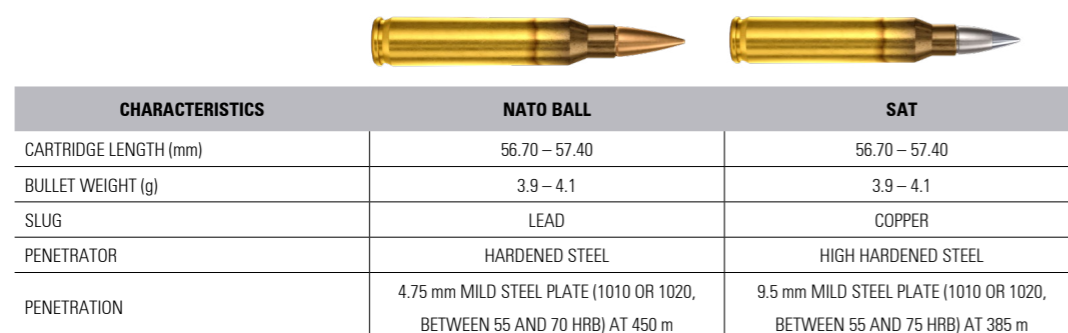 CHARACTERISTICS NATO BALL SAT
CARTRIDGE LENGTH (mm) 56.70 – 57.40 56.70 – 57.40
BULLET WEIGHT (g) 3.9 – 4.1 3.9 – 4.1
SLUG LEAD COPPER
PENETRATOR HARDENED STEEL HIGH HARDENED STEEL
PENETRATION 4.75 mm MILD STEEL PLATE (1010 OR 1020, 9.5 mm MILD STEEL PLATE (1010 OR 1020,
BETWEEN 55 AND 70 HRB) AT 450 m BETWEEN 55 AND 75 HRB) AT 385 m